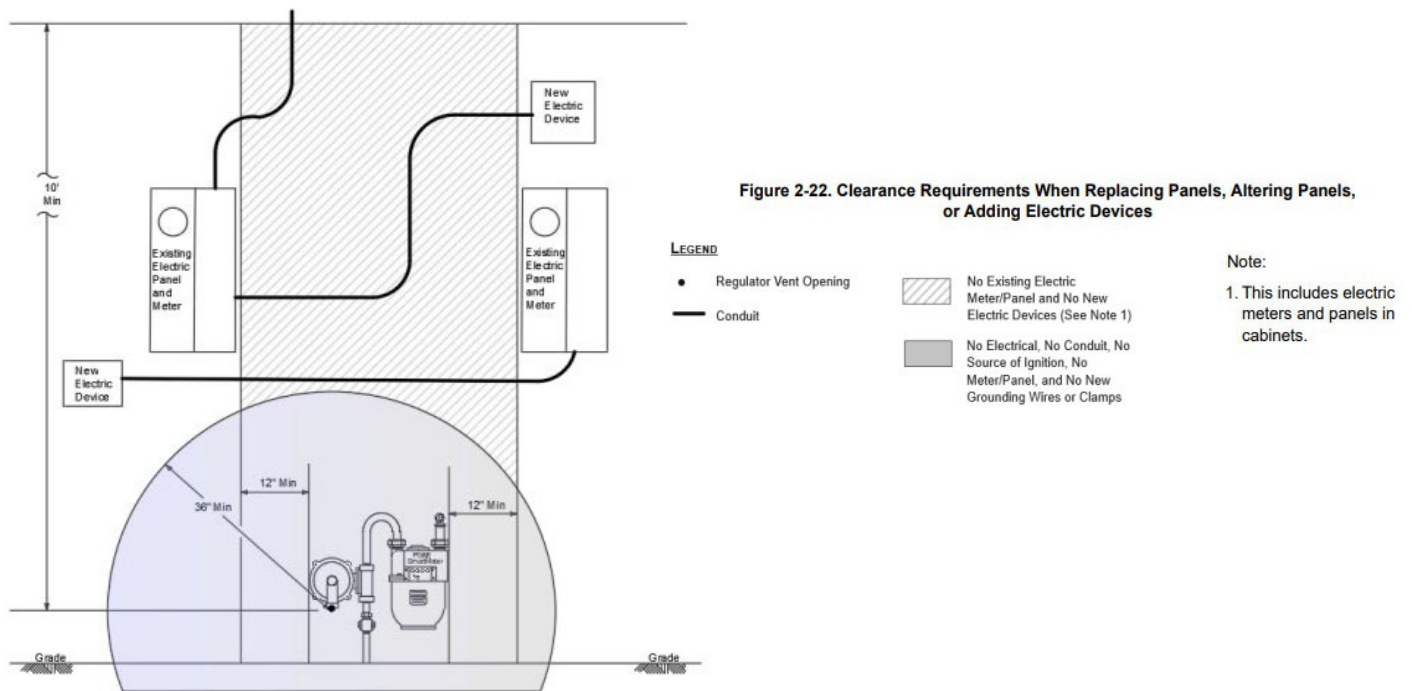 New
Electric
Device
10'
Min
Existing
Electric
Panel
and
Meter
Existing
Electric
Panel
and
Meter
New
Electric
Device
36" Min
12" Min
12" Min
Grade
Grade
Figure 2-22. Clearance Requirements When Replacing Panels, Altering Panels,
or Adding Electric Devices
LEGEND
Regulator Vent Opening
Conduit
No Existing Electric
Meter/Panel and No New
Electric Devices (See Note 1)
No Electrical, No Conduit, No
Source of Ignition, No
Meter/Panel, and No New
Grounding Wires or Clamps
Note:
1. This includes electric
meters and panels in
cabinets.